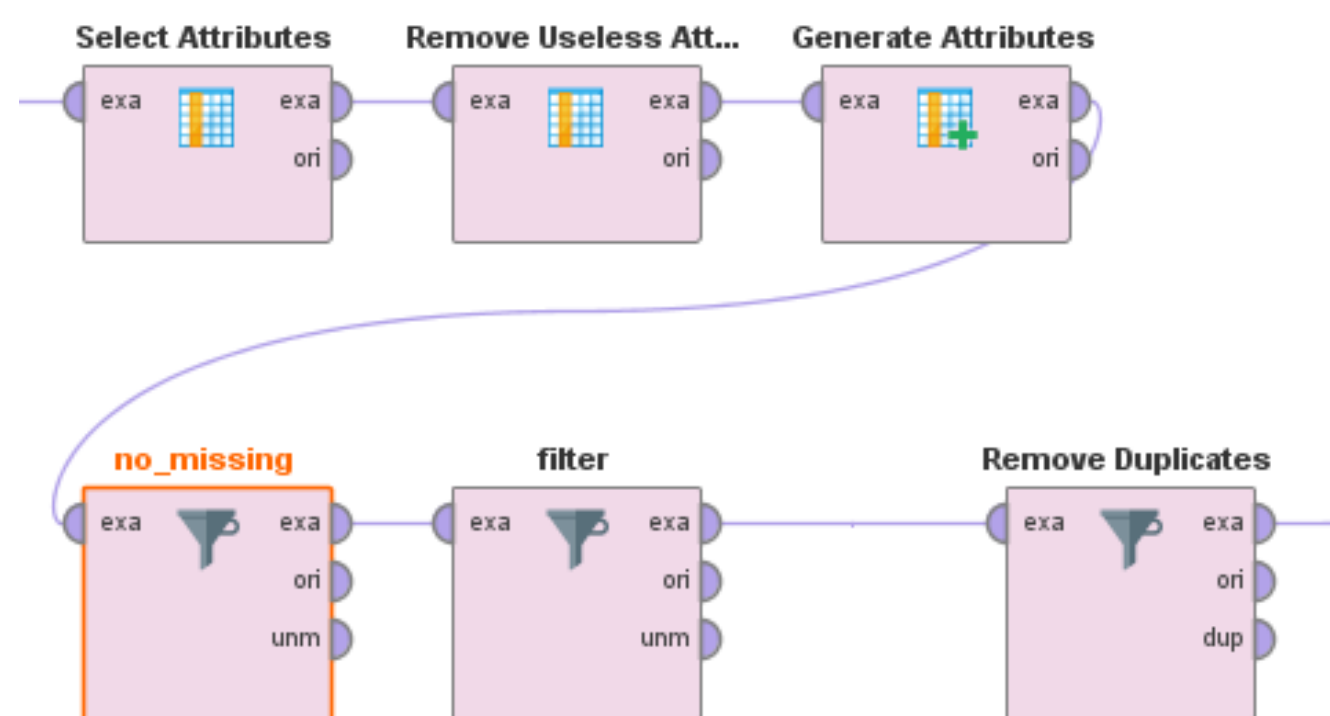 Select Attributes Remove Useless Att... Generate Attributes
exa exa exa exa exa exa
ori ori ori
no_missing filter Remove Duplicates
exa exa exa exa exa exa
ori ori ori
unm unm dup